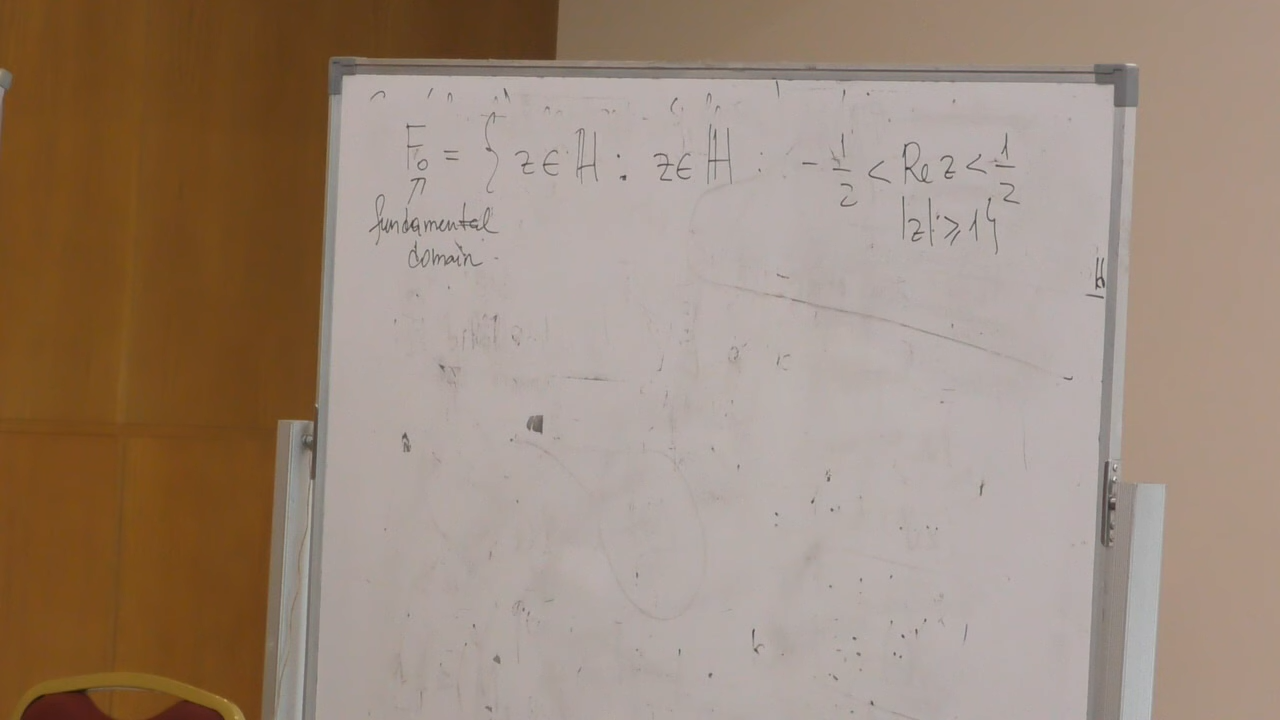 F₀ = { z ∈ ℍ : z ∈ ℍ : -1/2 < Re z < 1/2
|z| ≥ 1}
fundamental
domain.